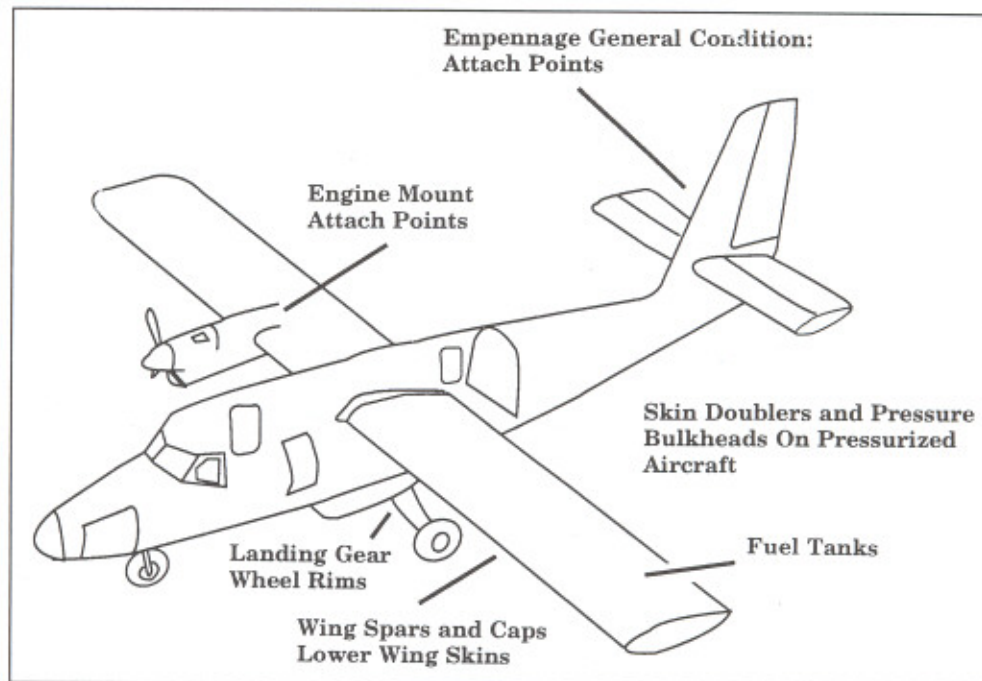 Empennage General Condition:
Attach Points
Engine Mount
Attach Points
Skin Doublers and Pressure
Bulkheads On Pressurized
Aircraft
Landing Gear
Wheel Rims
Fuel Tanks
Wing Spars and Caps
Lower Wing Skins